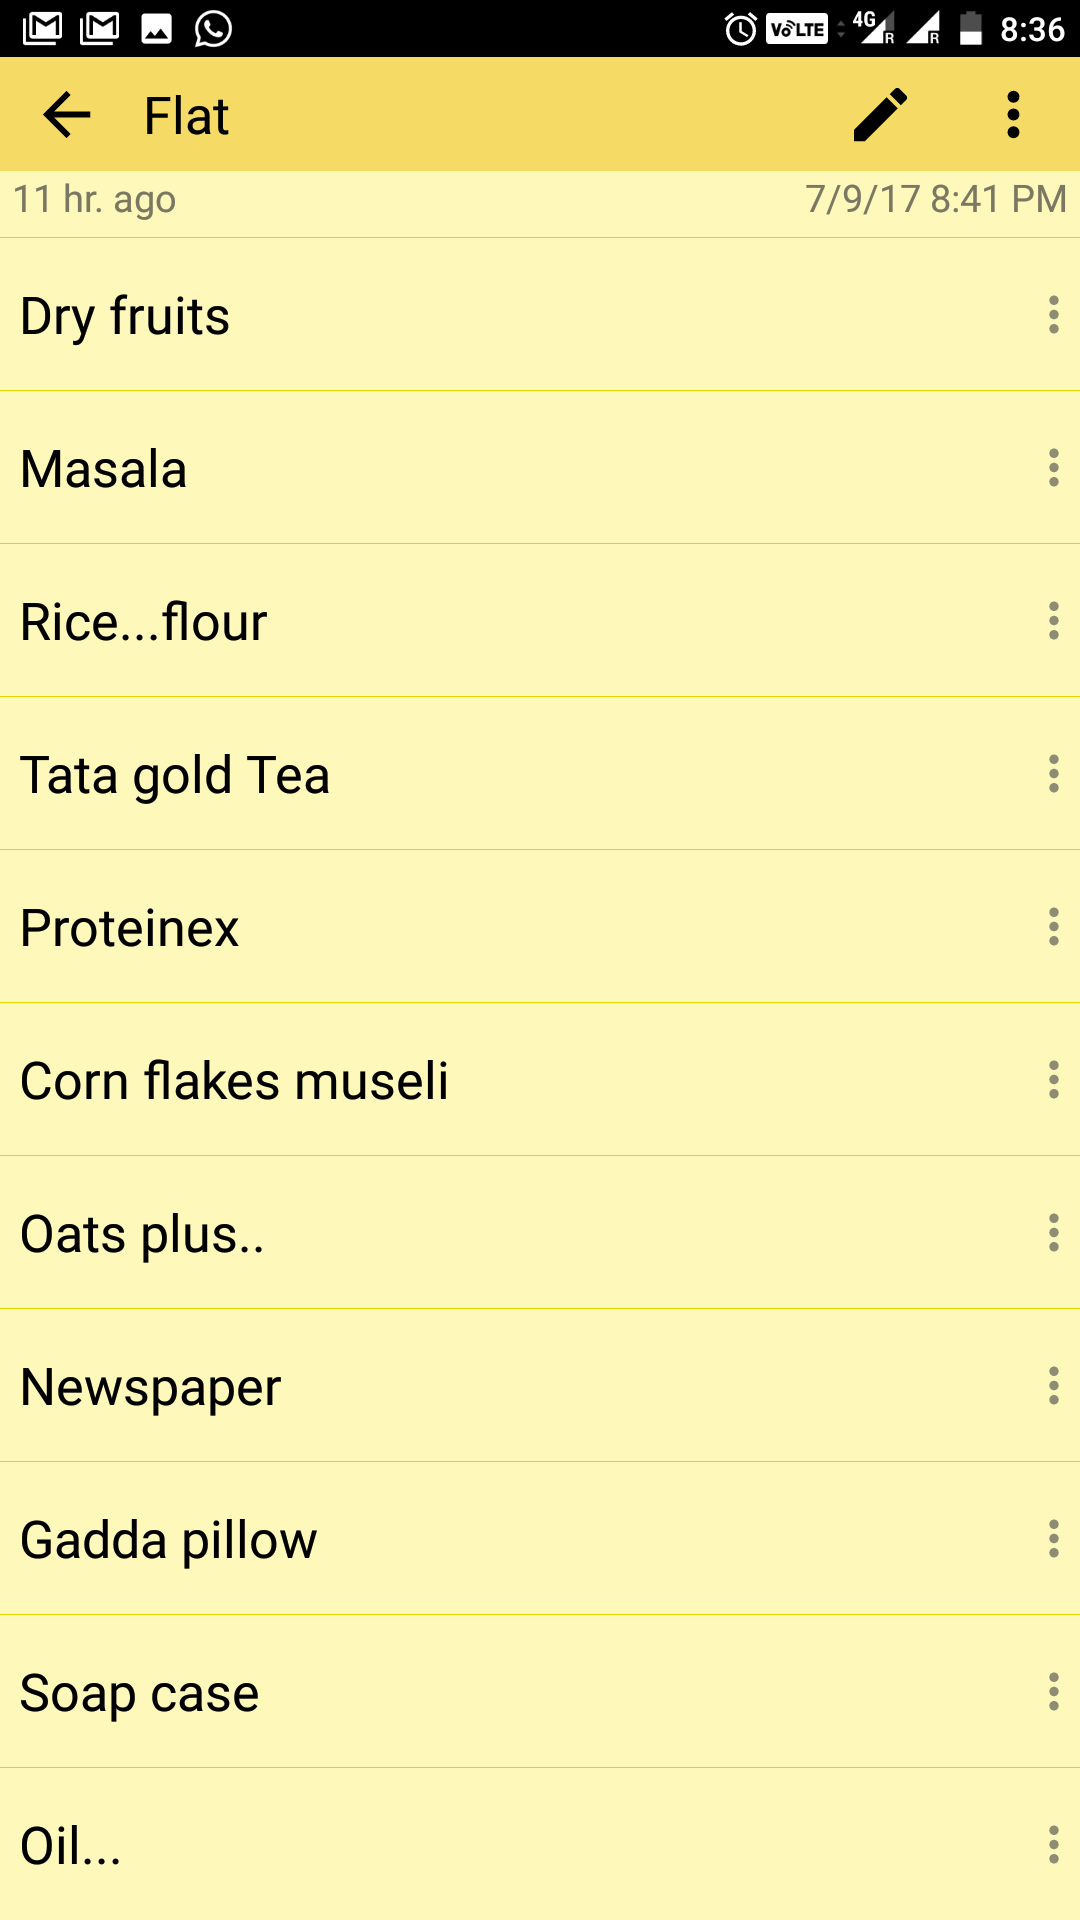 VoLTE 4G R R 8:36
Flat
11 hr. ago 7/9/17 8:41 PM
Dry fruits
Masala
Rice...flour
Tata gold Tea
Proteinex
Corn flakes museli
Oats plus..
Newspaper
Gadda pillow
Soap case
Oil...